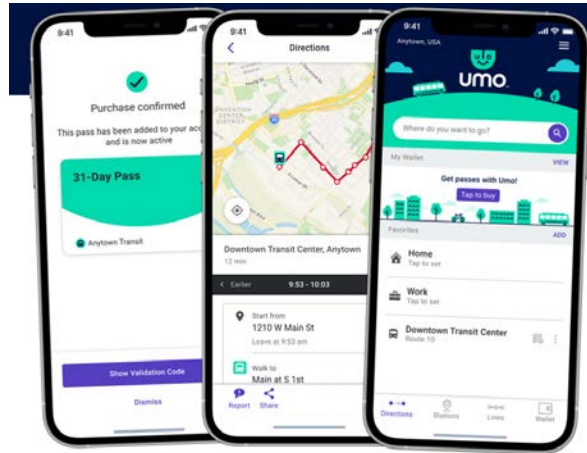 9:41
Purchase confirmed
This pass has been added to your acc
and is now active
31-Day Pass
Anytown Transit
Show Validation Code
Dismiss
9:41
Directions
CONVENTION
CENTER
DISTRICT
Downtown Transit Center, Anytown
12 min
Earlier 9:53 - 10:03
Start from
1210 W Main St
Leave at 9:53 am
Walk to
Main at S 1st
Report Share
9:41
Anytown, USA
umo
Where do you want to go?
My Wallet VIEW
Get passes with Umo!
Tap to buy
Favorites ADD
Home
Tap to set
Work
Tap to set
Downtown Transit Center
Route 10
Directions Stations Lines Wallet